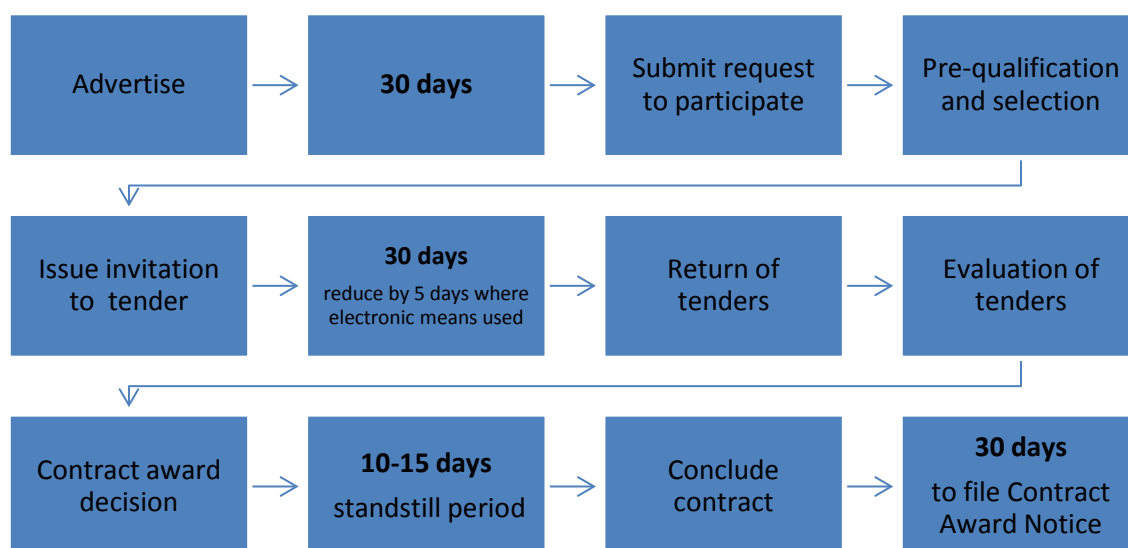 Advertise
30 days
Submit request
to participate
Pre-qualification
and selection
Issue invitation
to tender
30 days
reduce by 5 days where
electronic means used
Return of
tenders
Evaluation of
tenders
Contract award
decision
10-15 days
standstill period
Conclude
contract
30 days
to file Contract
Award Notice